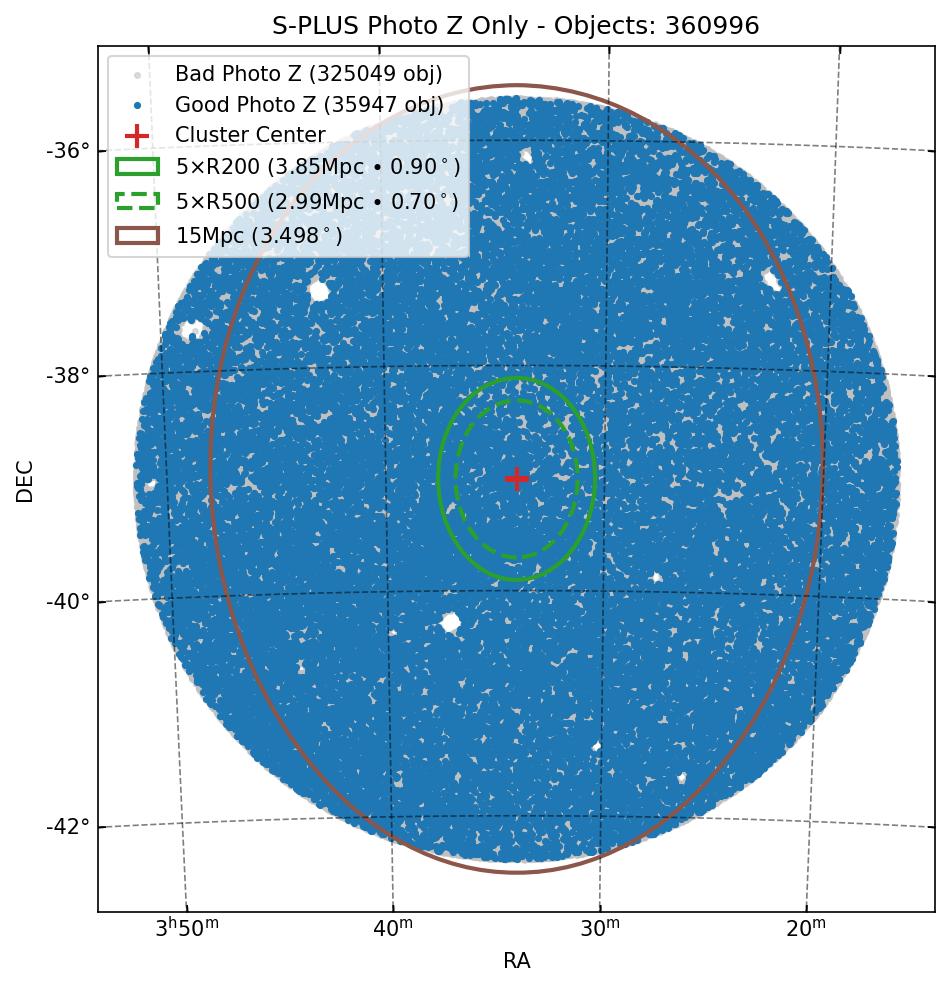 S-PLUS Photo Z Only - Objects: 360996
Bad Photo Z (325049 obj)
Good Photo Z (35947 obj)
Cluster Center
5×R200 (3.85Mpc • 0.90°)
5×R500 (2.99Mpc • 0.70°)
15Mpc (3.498°)
-36°
-38°
-40°
-42°
DEC
3ʰ50ᵐ 40ᵐ 30ᵐ 20ᵐ
RA